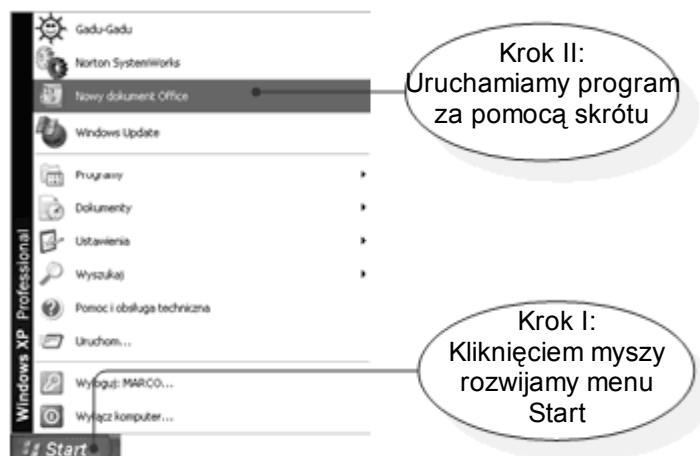 Gadu-Gadu
Norton SystemWorks
Nowy dokument Office
Windows Update
Programy
Dokumenty
Ustawienia
Wyszukaj
Pomoc i obsługa techniczna
Uruchom...
Wyloguj: MARCO...
Wyłącz komputer...
Windows XP Professional
Start
Krok II:
Uruchamiamy program
za pomocą skrótu
Krok I:
Kliknięciem myszy
rozwijamy menu
Start